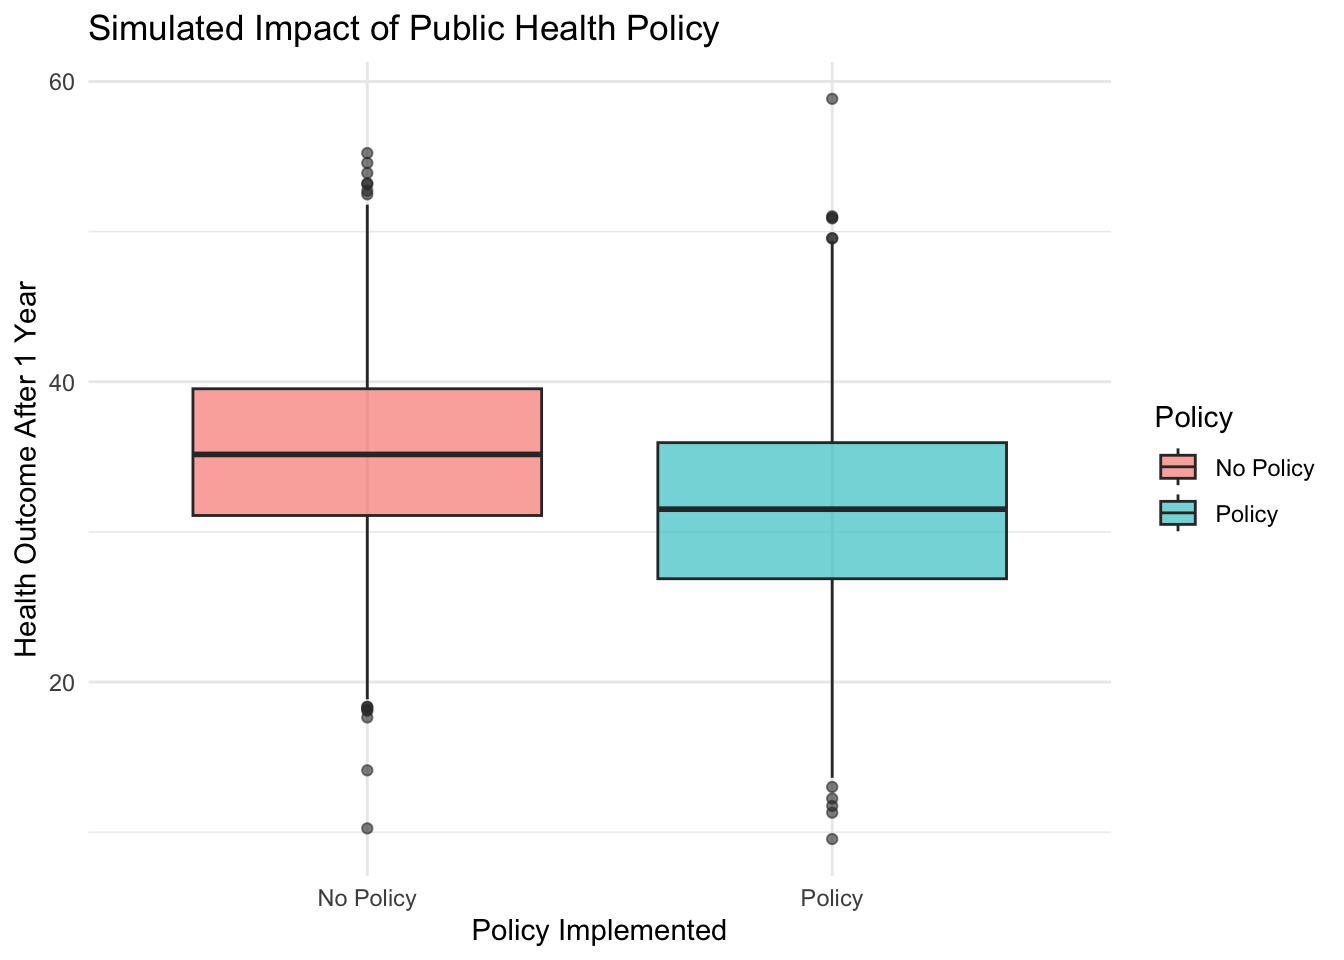 Simulated Impact of Public Health Policy
60
40
20
Health Outcome After 1 Year
No Policy
Policy
Policy Implemented
Policy
No Policy
Policy